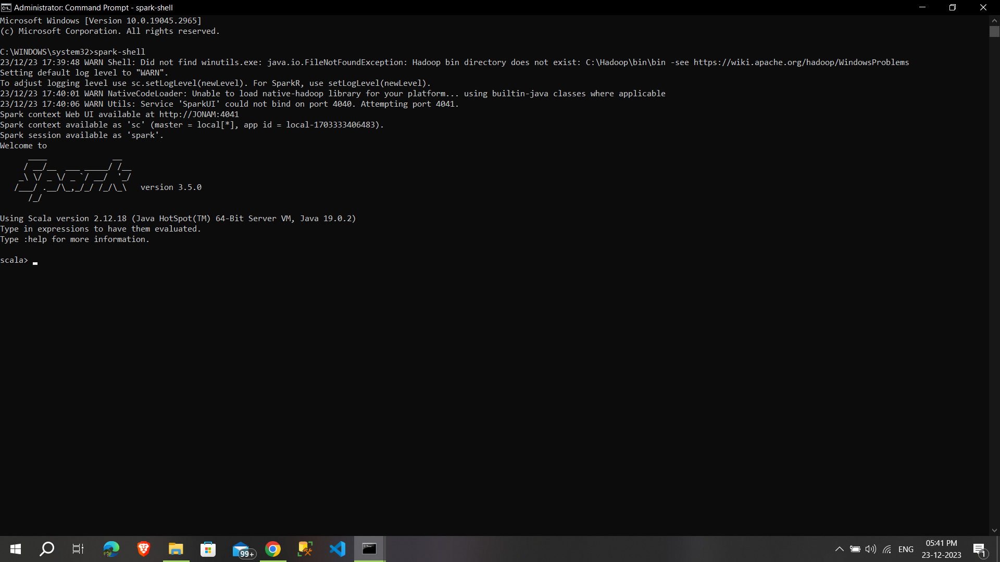 Administrator: Command Prompt - spark-shell
Microsoft Windows [Version 10.0.19045.2965]
(c) Microsoft Corporation. All rights reserved.
C:\WINDOWS\system32>spark-shell
23/12/23 17:39:48 WARN Shell: Did not find winutils.exe: java.io.FileNotFoundException: Hadoop bin directory does not exist: C:\Hadoop\bin\bin -see https://wiki.apache.org/hadoop/WindowsProblems
Setting default log level to "WARN".
To adjust logging level use sc.setLogLevel(newLevel). For SparkR, use setLogLevel(newLevel).
23/12/23 17:40:01 WARN NativeCodeLoader: Unable to load native-hadoop library for your platform... using builtin-java classes where applicable
23/12/23 17:40:06 WARN Utils: Service 'SparkUI' could not bind on port 4040. Attempting port 4041.
Spark context Web UI available at http://JONAM:4041
Spark context available as 'sc' (master = local[*], app id = local-1703333406483).
Spark session available as 'spark'.
Welcome to
      ____              __
     / __/__  ___ _____/ /__
    _\ \/ _ \/ _ `/ __/  '_/
   /___/ .__/\_,_/_/ /_/\_\   version 3.5.0
      /_/
Using Scala version 2.12.18 (Java HotSpot(TM) 64-Bit Server VM, Java 19.0.2)
Type in expressions to have them evaluated.
Type :help for more information.
scala>
99+
ENG
05:41 PM
23-12-2023
1